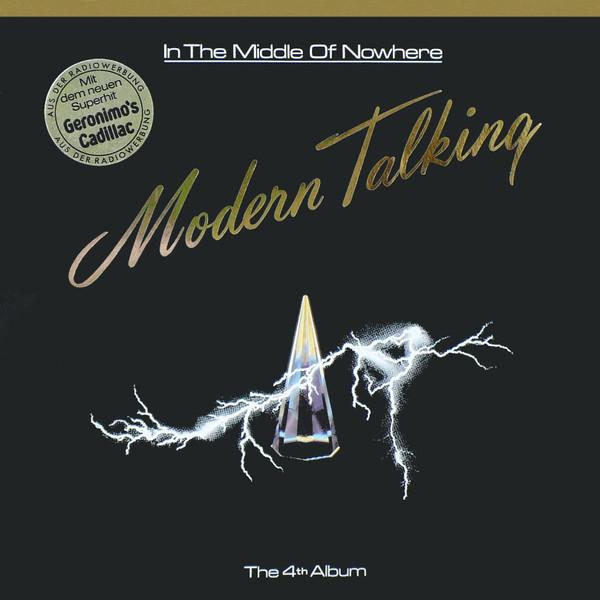 In The Middle Of Nowhere
AUS DER RADIOWERBUNG
Mit
dem neuen
Superhit
Geronimo's
Cadillac
AUS DER RADIOWERBUNG
Modern Talking
The 4th Album